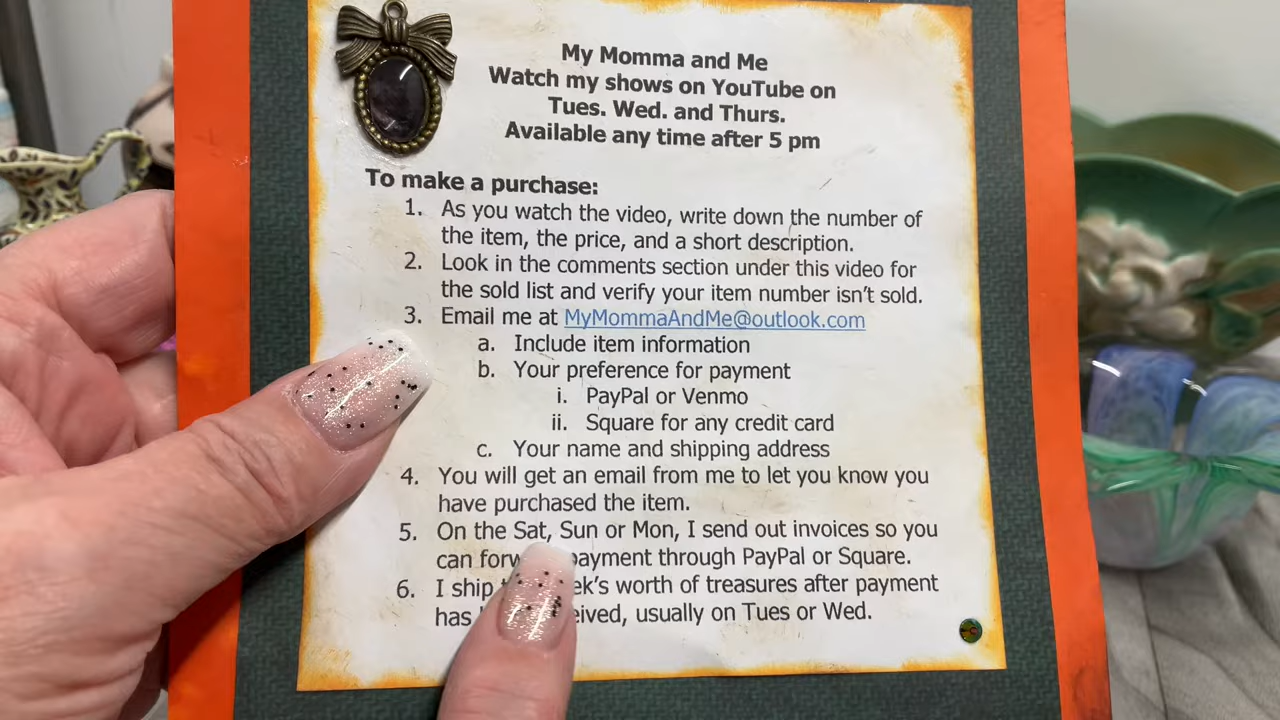 My Momma and Me
Watch my shows on YouTube on
Tues. Wed. and Thurs.
Available any time after 5 pm
To make a purchase:
1. As you watch the video, write down the number of
the item, the price, and a short description.
2. Look in the comments section under this video for
the sold list and verify your item number isn't sold.
3. Email me at MyMommaAndMe@outlook.com
a. Include item information
b. Your preference for payment
i. PayPal or Venmo
ii. Square for any credit card
c. Your name and shipping address
4. You will get an email from me to let you know you
have purchased the item.
5. On the Sat, Sun or Mon, I send out invoices so you
can payment through PayPal or Square.
6. I ship worth of treasures after payment
has usually on Tues or Wed.